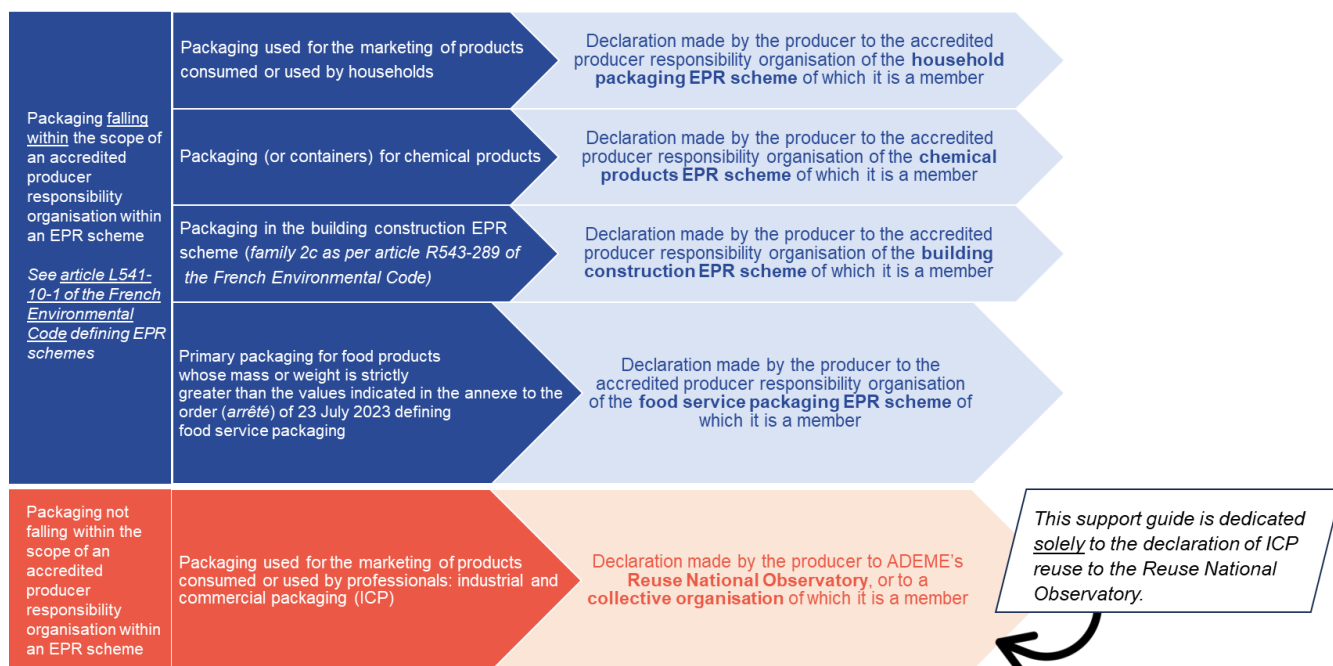 Packaging falling
within the scope of
an accredited
producer
responsibility
organisation within
an EPR scheme
See article L541-
10-1 of the French
Environmental
Code defining EPR
schemes
Packaging used for the marketing of products
consumed or used by households
Declaration made by the producer to the accredited
producer responsibility organisation of the household
packaging EPR scheme of which it is a member
Packaging (or containers) for chemical products
Declaration made by the producer to the accredited
producer responsibility organisation of the chemical
products EPR scheme of which it is a member
Packaging in the building construction EPR
scheme (family 2c as per article R543-289 of
the French Environmental Code)
Declaration made by the producer to the accredited
producer responsibility organisation of the building
construction EPR scheme of which it is a member
Primary packaging for food products
whose mass or weight is strictly
greater than the values indicated in the annexe to the
order (arrêté) of 23 July 2023 defining
food service packaging
Declaration made by the producer to the
accredited producer responsibility organisation
of the food service packaging EPR scheme of
which it is a member
Packaging not
falling within the
scope of an
accredited
producer
responsibility
organisation within
an EPR scheme
Packaging used for the marketing of products
consumed or used by professionals: industrial and
commercial packaging (ICP)
Declaration made by the producer to ADEME's
Reuse National Observatory, or to a
collective organisation of which it is a member
This support guide is dedicated
solely to the declaration of ICP
reuse to the Reuse National
Observatory.